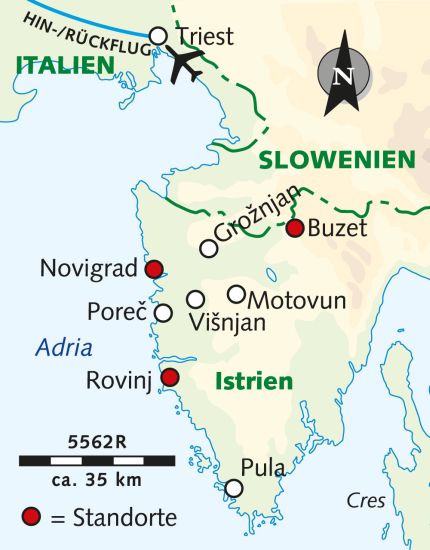 HIN-/RÜCKFLUG
Triest
ITALIEN
N
SLOWENIEN
Grožnjan
Buzet
Novigrad
Motovun
Poreč
Višnjan
Adria
Rovinj
Istrien
5562R
ca. 35 km
Pula
Cres
= Standorte